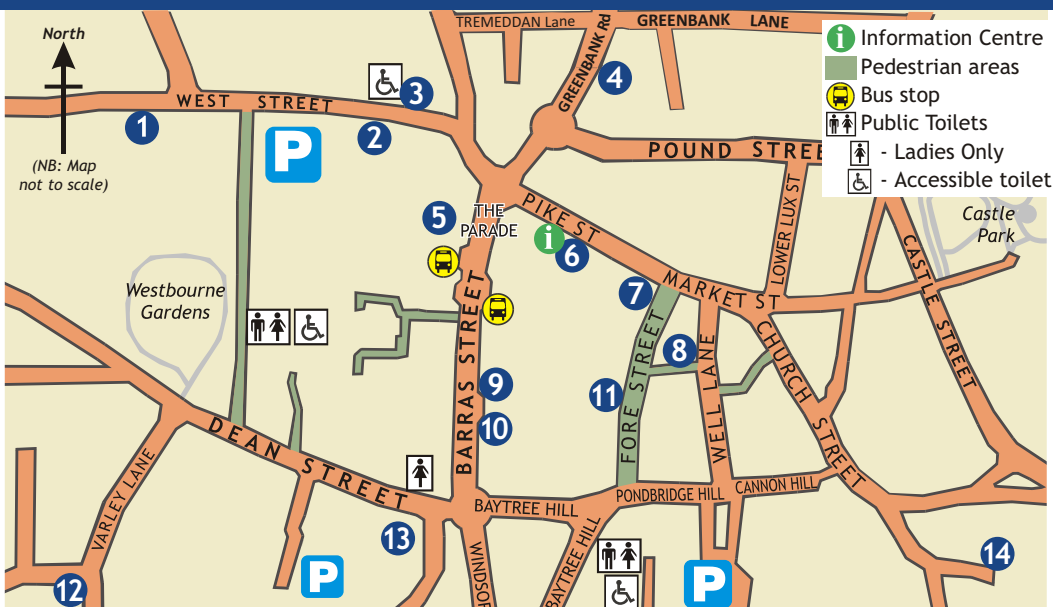 North
(NB: Map
not to scale)
TREMEDDAN Lane
GREENBANK LANE
GREENBANK Rd
i Information Centre
Pedestrian areas
Bus stop
Public Toilets
- Ladies Only
- Accessible toilet
WEST STREET
1
2
3
4
P
POUND STREE
LOWER LUX ST
Castle
Park
CASTLE STREET
5
THE
PARADE
PIKE ST
i
6
7
MARKET ST
Westbourne
Gardens
BARRAS STREET
FORE STREET
8
WELL LANE
CHURCH STREET
9
10
11
DEAN STREET
VARLEY LANE
BAYTREE HILL
PONDBRIDGE HILL
CANNON HILL
WINDSOR
BAYTREE HILL
12
13
14
P
P